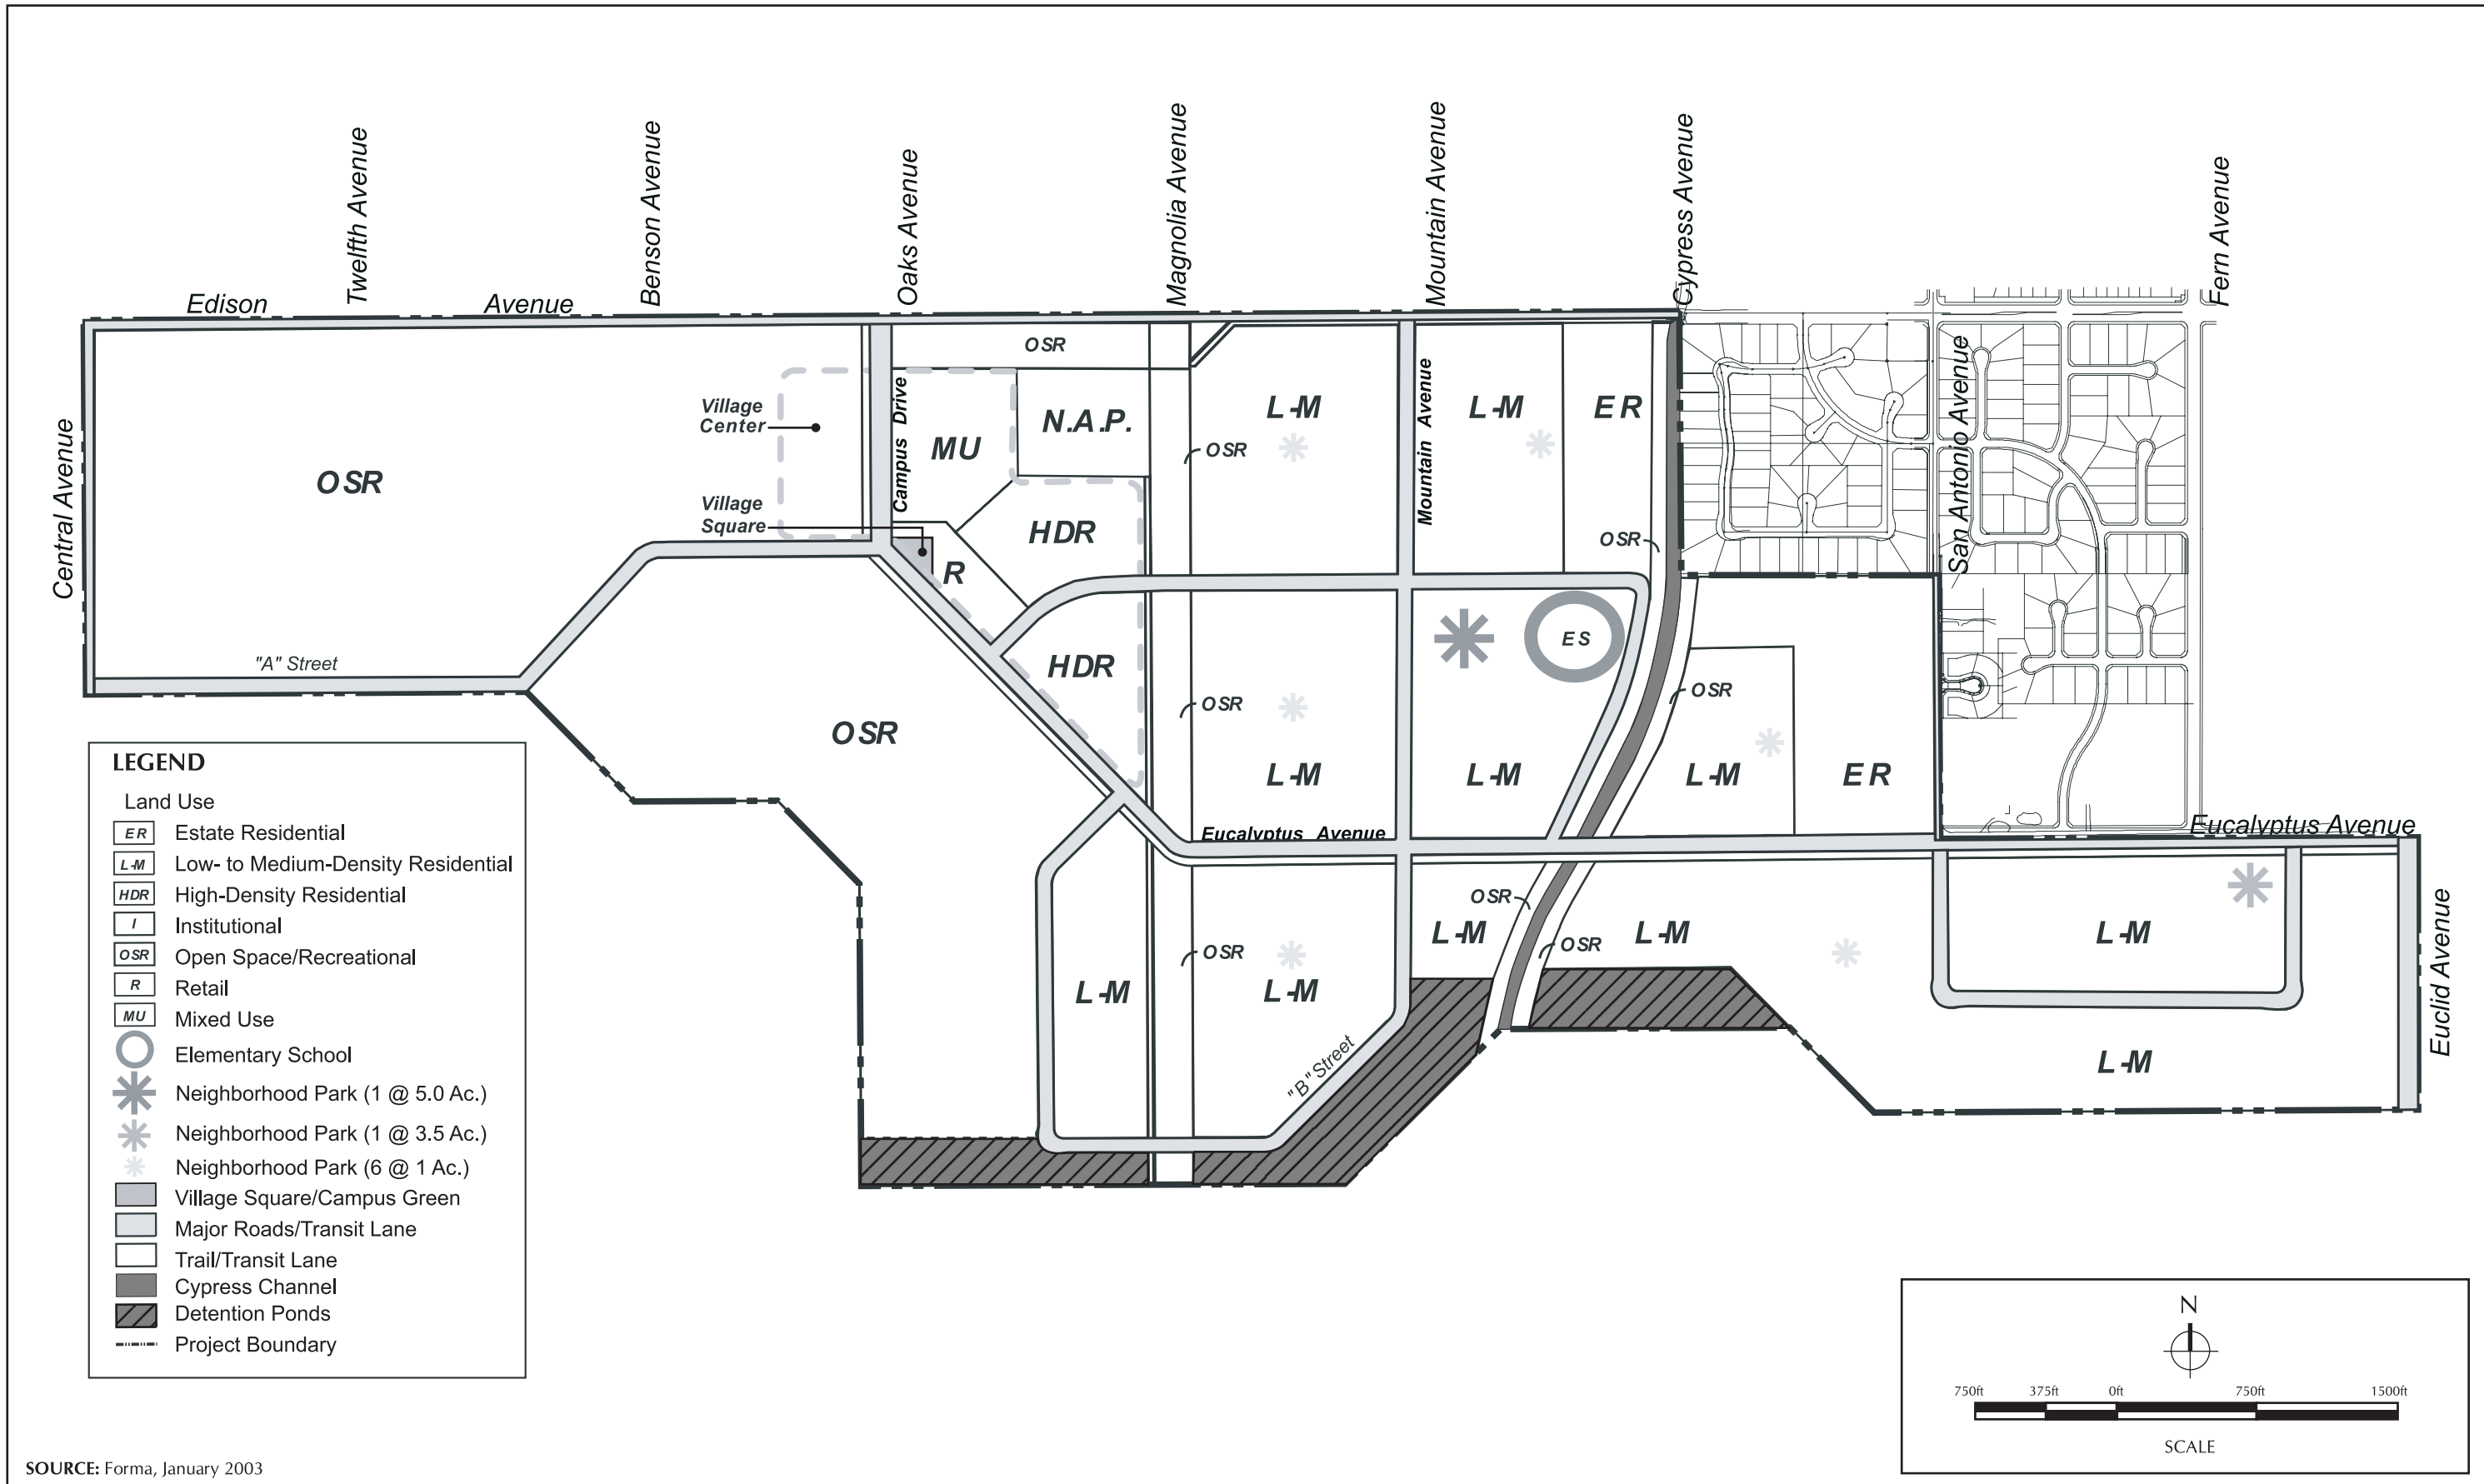 Twelfth Avenue
Benson Avenue
Oaks Avenue
Magnolia Avenue
Mountain Avenue
Cypress Avenue
Fern Avenue
Edison Avenue
Central Avenue
San Antonio Avenue
Euclid Avenue
OSR
Village
Center
Village
Square
Campus Drive
OSR
MU
N.A.P.
HDR
R
HDR
OSR
L-M
Mountain Avenue
L-M
ER
OSR
ES
"A" Street
OSR
OSR
L-M
L-M
OSR
L-M
ER
Eucalyptus Avenue
Eucalyptus Avenue
L-M
OSR
L-M
OSR
L-M
OSR
L-M
L-M
L-M
"B" Street
LEGEND
Land Use
ER Estate Residential
L-M Low- to Medium-Density Residential
HDR High-Density Residential
I Institutional
OSR Open Space/Recreational
R Retail
MU Mixed Use
Elementary School
Neighborhood Park (1 @ 5.0 Ac.)
Neighborhood Park (1 @ 3.5 Ac.)
Neighborhood Park (6 @ 1 Ac.)
Village Square/Campus Green
Major Roads/Transit Lane
Trail/Transit Lane
Cypress Channel
Detention Ponds
Project Boundary
N
750ft 375ft 0ft 750ft 1500ft
SCALE
SOURCE: Forma, January 2003